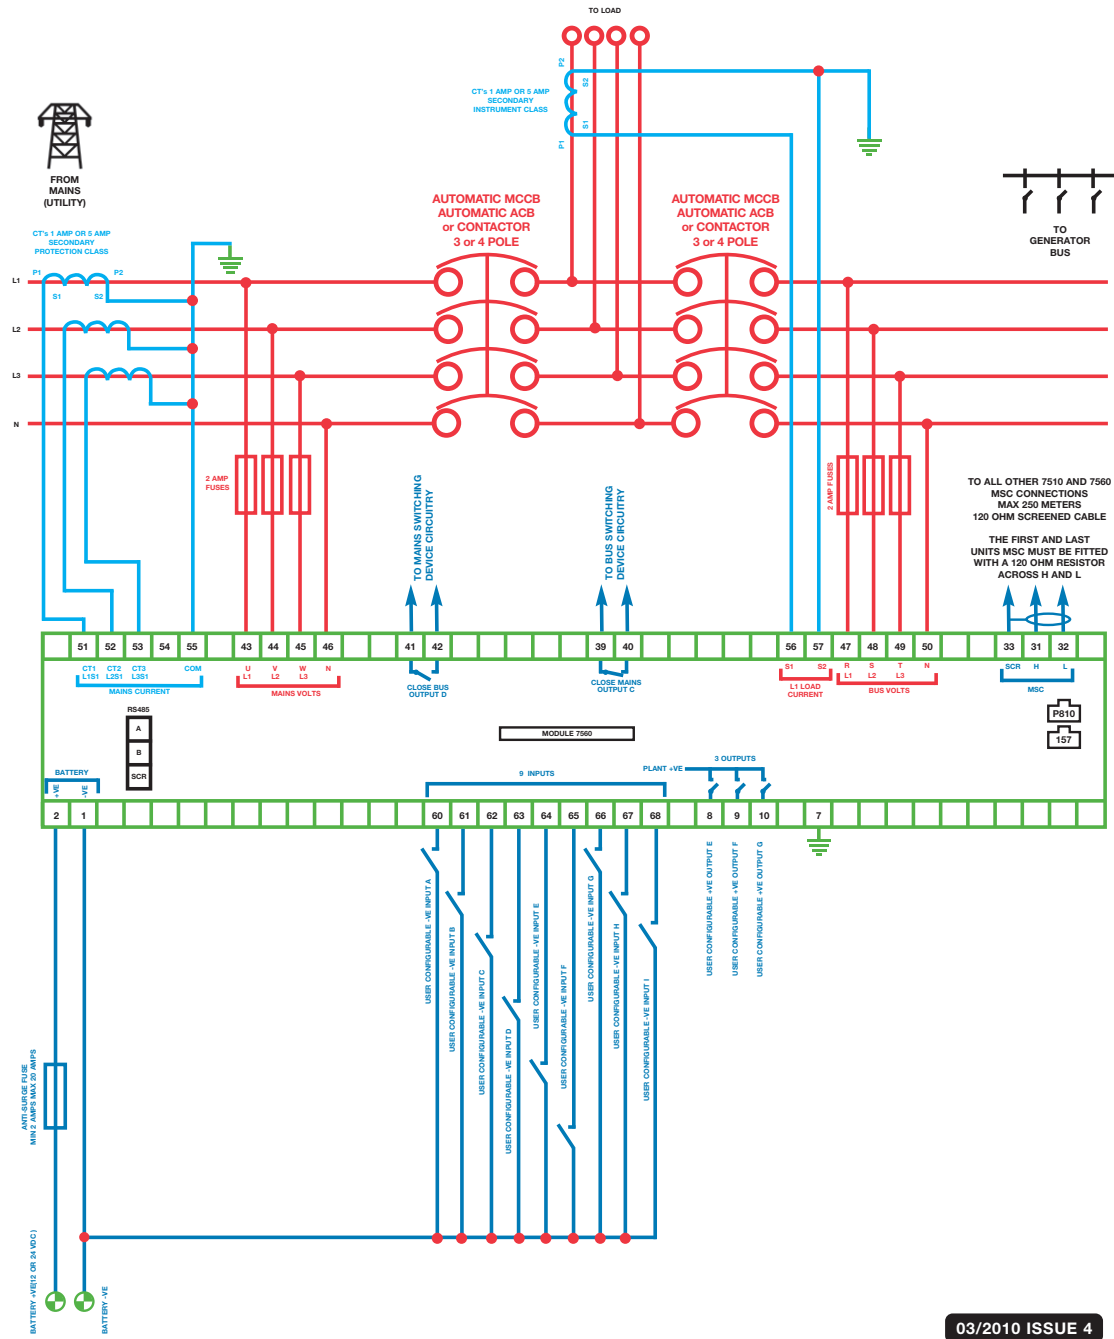 TO LOAD
P2
S2
CT's 1 AMP OR 5 AMP
SECONDARY
INSTRUMENT CLASS
S1
P1
FROM
MAINS
(UTILITY)
AUTOMATIC MCCB
AUTOMATIC ACB
or CONTACTOR
3 or 4 POLE
AUTOMATIC MCCB
AUTOMATIC ACB
or CONTACTOR
3 or 4 POLE
TO
GENERATOR
BUS
CT's 1 AMP OR 5 AMP
SECONDARY
PROTECTION CLASS
P1 P2
L1
S1 S2
L2
L3
N
2 AMP
FUSES
TO MAINS SWITCHING
DEVICE CIRCUITRY
TO BUS SWITCHING
DEVICE CIRCUITRY
2 AMP FUSES
TO ALL OTHER 7510 AND 7560
MSC CONNECTIONS
MAX 250 METERS
120 OHM SCREENED CABLE
THE FIRST AND LAST
UNITS MSC MUST BE FITTED
WITH A 120 OHM RESISTOR
ACROSS H AND L
51 52 53 54 55 43 44 45 46 41 42 39 40 56 57 47 48 49 50 33 31 32
CT1 CT2 CT3 COM U V W N S1 S2 R S T N SCR H L
L1S1 L2S1 L3S1 L1 L2 L3 L1 L2 L3
MAINS CURRENT
MAINS VOLTS
CLOSE BUS
OUTPUT D
CLOSE MAINS
OUTPUT C
L1 LOAD
CURRENT
BUS VOLTS
MSC
RS485
A
B
SCR
MODULE 7560
P810
157
BATTERY
+VE
-VE
9 INPUTS
PLANT +VE
3 OUTPUTS
2 1 60 61 62 63 64 65 66 67 68 8 9 10 7
USER CONFIGURABLE -VE INPUT A
USER CONFIGURABLE -VE INPUT B
USER CONFIGURABLE -VE INPUT C
USER CONFIGURABLE -VE INPUT D
USER CONFIGURABLE -VE INPUT E
USER CONFIGURABLE -VE INPUT F
USER CONFIGURABLE -VE INPUT G
USER CONFIGURABLE -VE INPUT H
USER CONFIGURABLE -VE INPUT I
USER CONFIGURABLE +VE OUTPUT E
USER CONFIGURABLE +VE OUTPUT F
USER CONFIGURABLE +VE OUTPUT G
ANTI-SURGE FUSE
MIN 2 AMPS MAX 20 AMPS
BATTERY +VE(12 OR 24 VDC)
BATTERY -VE
03/2010 ISSUE 4